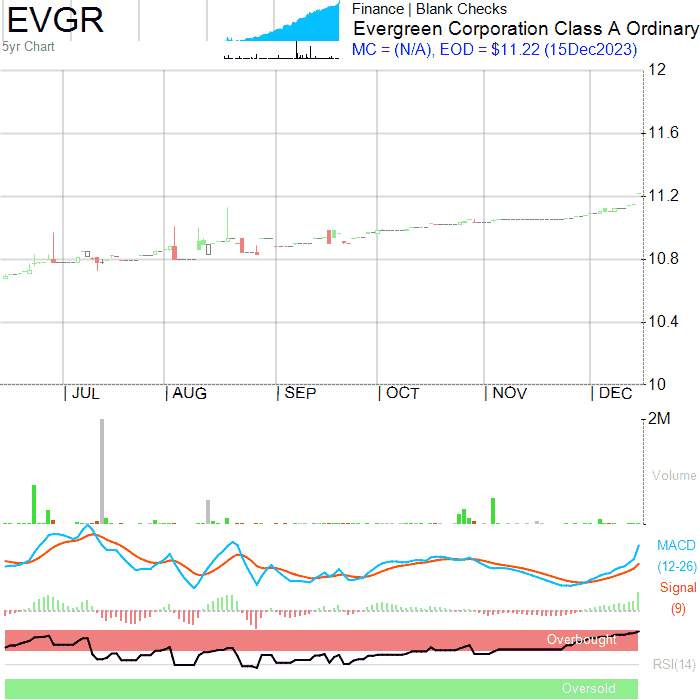 EVGR
5yr Chart
Finance | Blank Checks
Evergreen Corporation Class A Ordinary
MC = (N/A), EOD = $11.22 (15Dec2023)
12
11.6
11.2
10.8
10.4
10
| JUL | AUG | SEP | OCT | NOV | DEC
2M
Volume
MACD
(12-26)
Signal
(9)
Overbought
RSI(14)
Oversold